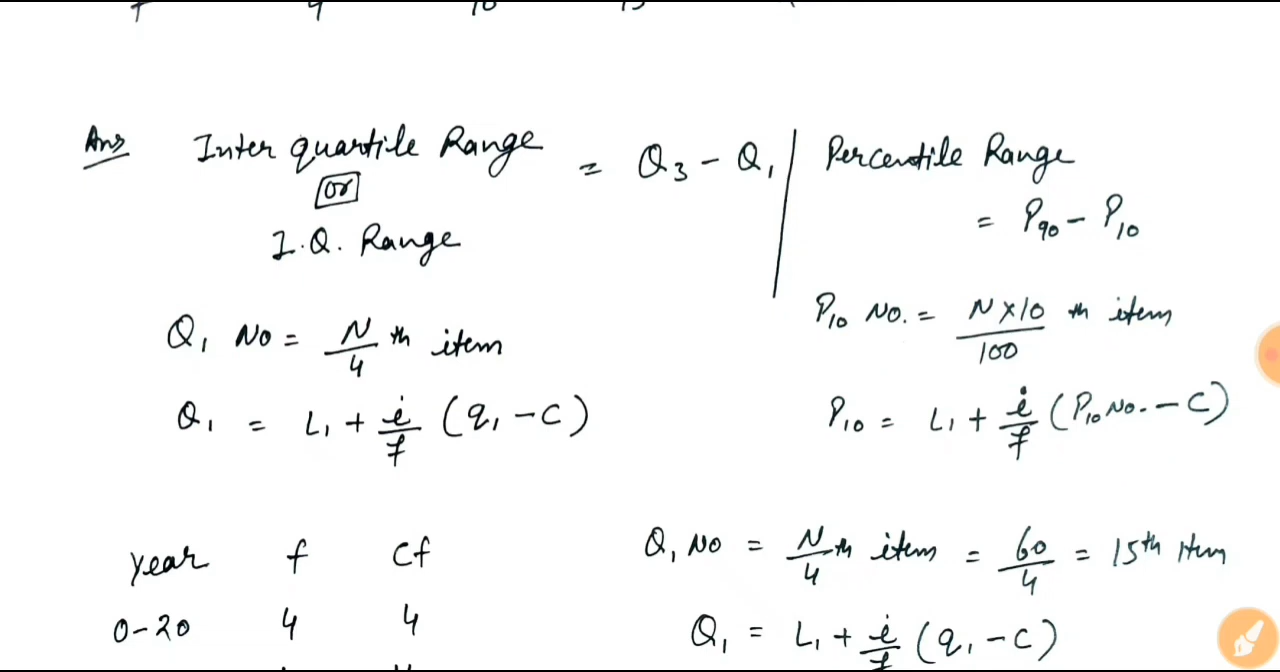 Ans Inter quartile Range = Q3 - Q1
or
I.Q. Range
Percentile Range
= P90 - P10
Q1 No = N/4 th item
Q1 = L1 + i/f (q1 - C)
P10 No. = N×10/100 th item
P10 = L1 + i/f (P10 No. - C)
year f cf
0-20 4 4
Q1 No = N/4 th item = 60/4 = 15th item
Q1 = L1 + i/f (q1 - C)